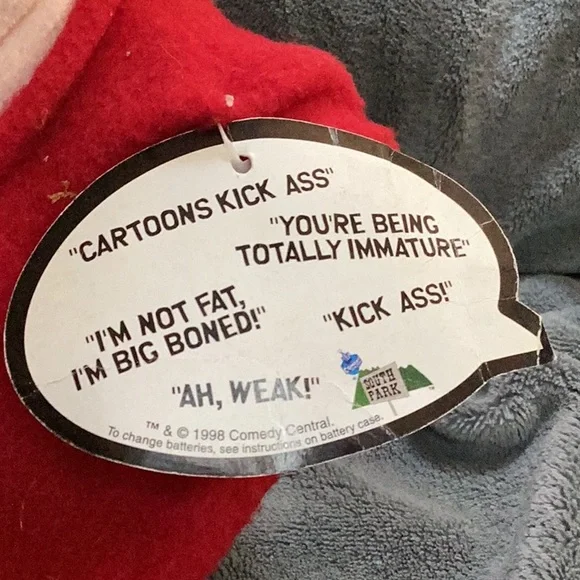 "CARTOONS KICK ASS"
"YOU'RE BEING
TOTALLY IMMATURE"
"I'M NOT FAT,
I'M BIG BONED!"
"KICK ASS!"
"AH, WEAK!"
SOUTH
PARK
™ & © 1998 Comedy Central.
To change batteries, see instructions on battery case.